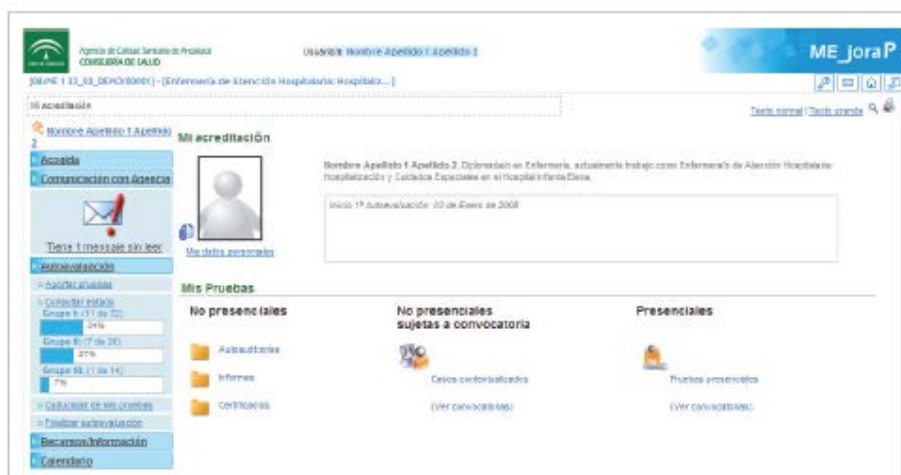 Agencia de Calidad Sanitaria de Andalucía
CONSEJERÍA DE SALUD
Usuario/a: Nombre Apellido 1 Apellido 2
ME_joraP
[Enfermería de Atención Hospitalaria: Hospitaliz...]
Mi acreditación
Texto normal | Texto grande
Nombre Apellido 1 Apellido 2
Acogida
Comunicación con Agencia
Tiene 1 mensaje sin leer
Autoevaluación
Aportar pruebas
Consultar estado
Grupo I: (11 de 32)
34%
Grupo II: (7 de 26)
27%
Grupo III: (1 de 14)
7%
Caducidad de mis pruebas
Finalizar autoevaluación
Recursos/Información
Calendario
Mi acreditación
Nombre Apellido 1 Apellido 2, Diplomado/a en Enfermería, actualmente trabajo como Enfermero/a de Atención Hospitalaria:
Hospitalización y Cuidados Especiales en el Hospital Infanta Elena.
Inicio 1ª Autoevaluación: 03 de Enero de 2008
Mis datos personales
Mis Pruebas
No presenciales
Autoauditorías
Informes
Certificados
No presenciales
sujetas a convocatoria
Casos contextualizados
(Ver convocatorias)
Presenciales
Pruebas presenciales
(Ver convocatorias)